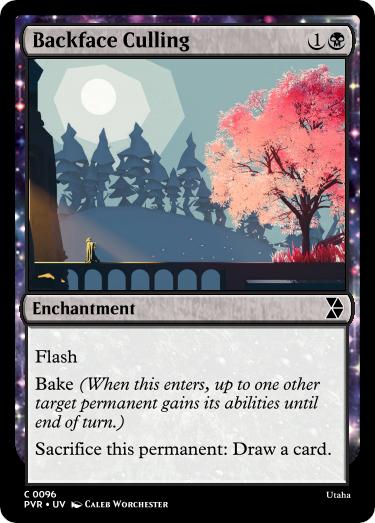 Backface Culling 1
Enchantment
Flash
Bake (When this enters, up to one other
target permanent gains its abilities until
end of turn.)
Sacrifice this permanent: Draw a card.
C 0096
Utaha
PVR • UV Caleb Worchester